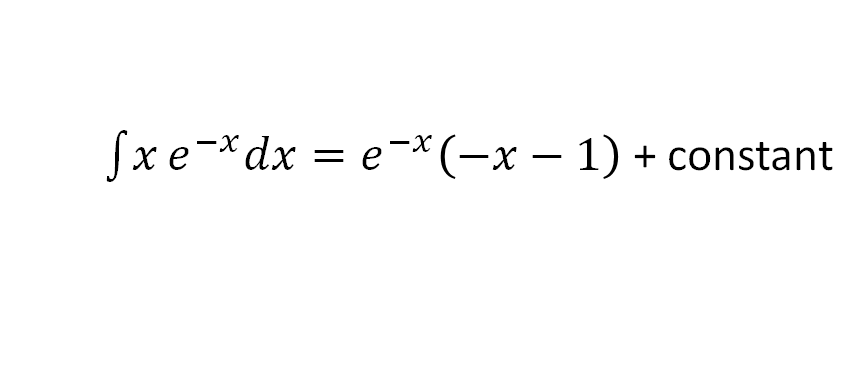 ∫x e^{−x} dx = e^{−x}(−x − 1) + constant